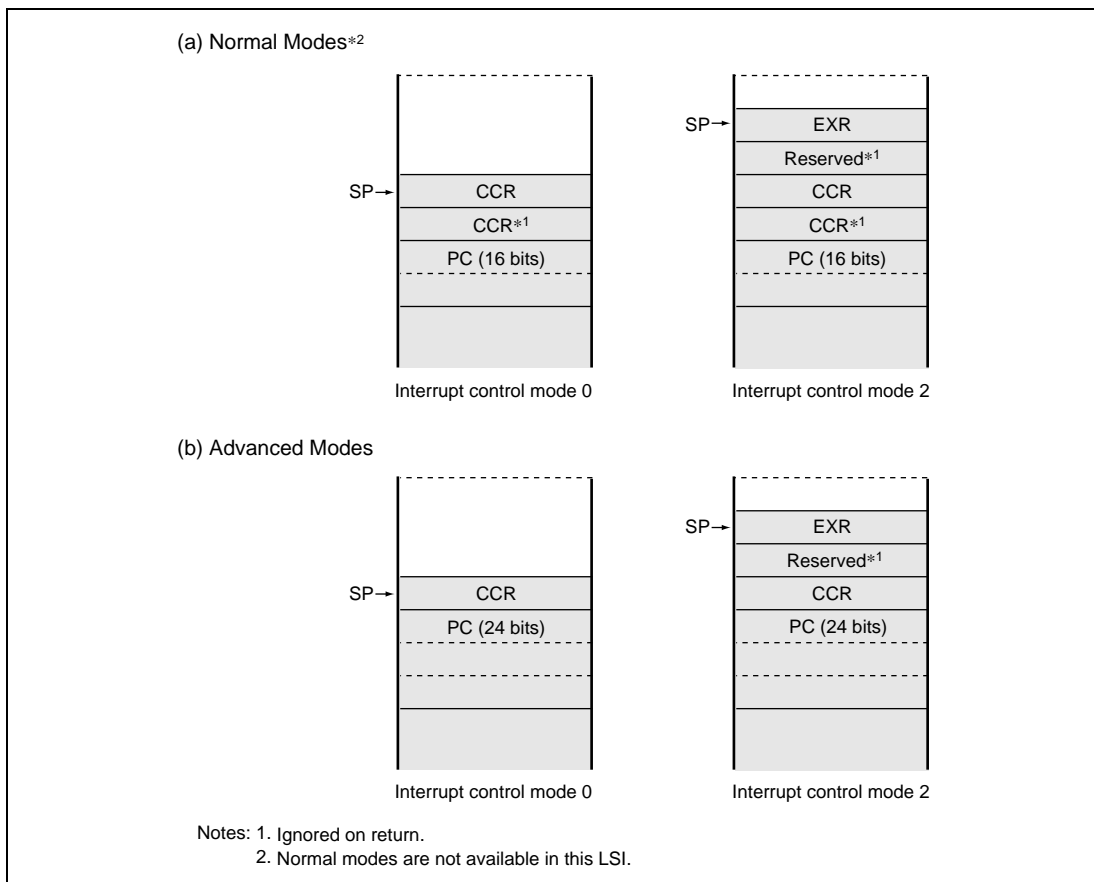 (a) Normal Modes*2
SP→ CCR
CCR*1
PC (16 bits)
Interrupt control mode 0
SP→ EXR
Reserved*1
CCR
CCR*1
PC (16 bits)
Interrupt control mode 2
(b) Advanced Modes
SP→ CCR
PC (24 bits)
Interrupt control mode 0
SP→ EXR
Reserved*1
CCR
PC (24 bits)
Interrupt control mode 2
Notes: 1. Ignored on return.
2. Normal modes are not available in this LSI.